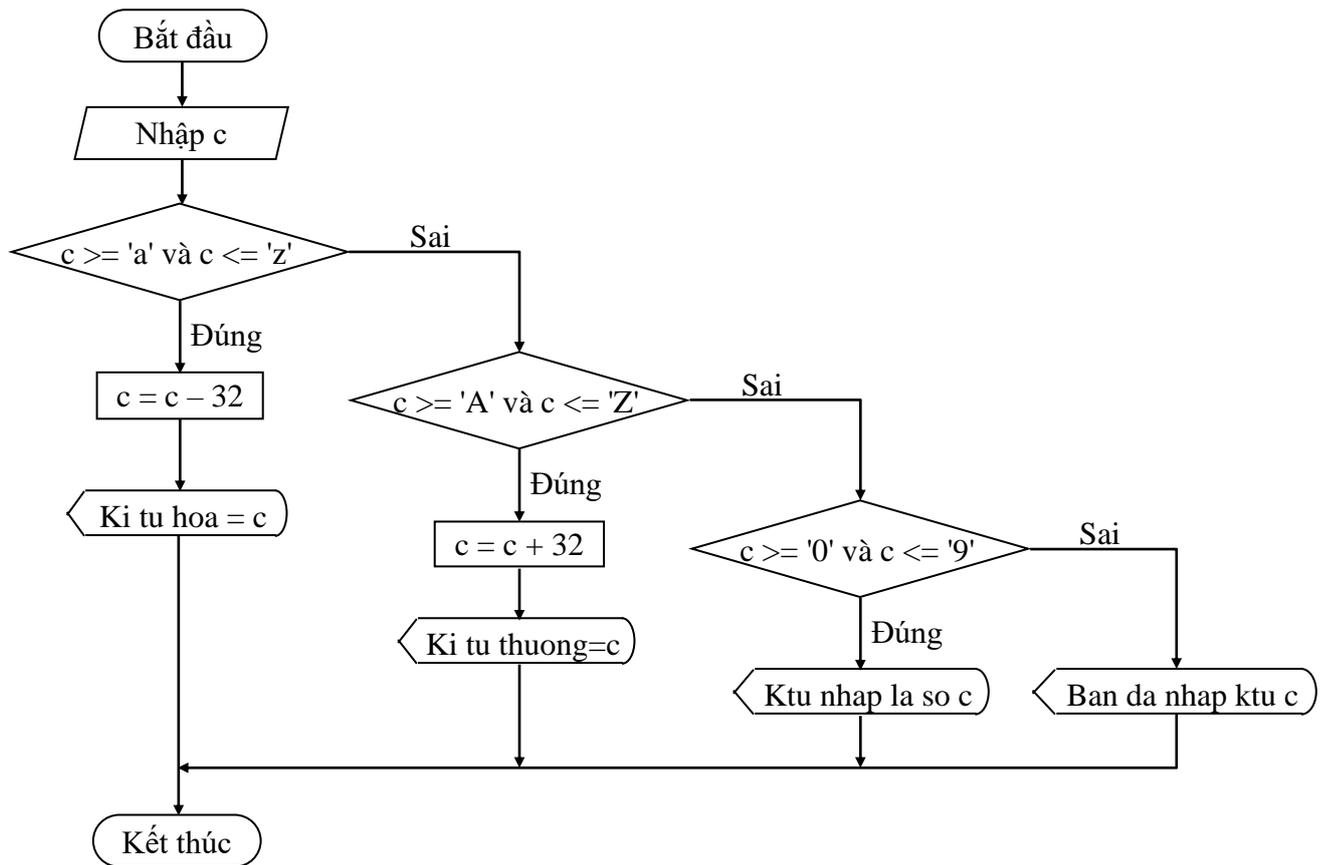 Bắt đầu
Nhập c
c >= 'a' và c <= 'z'
Sai
Đúng
c = c – 32
Ki tu hoa = c
c >= 'A' và c <= 'Z'
Sai
Đúng
c = c + 32
Ki tu thuong=c
c >= '0' và c <= '9'
Sai
Đúng
Ktu nhap la so c
Ban da nhap ktu c
Kết thúc